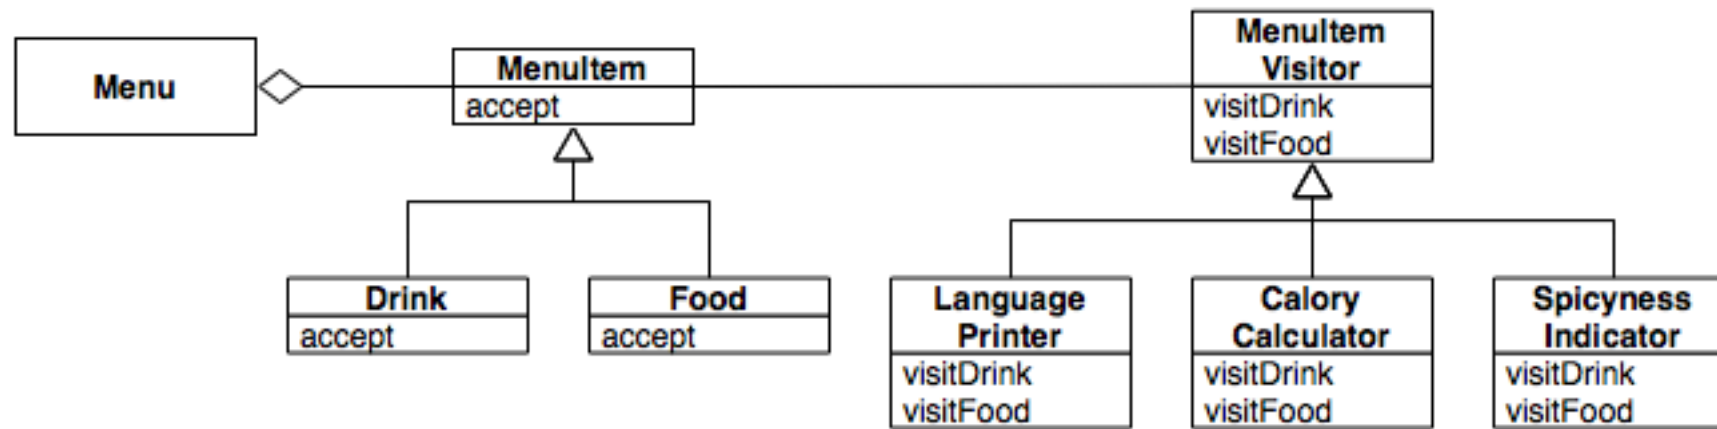 Menu
MenuItem
accept
MenuItem
Visitor
visitDrink
visitFood
Drink
accept
Food
accept
Language
Printer
visitDrink
visitFood
Calory
Calculator
visitDrink
visitFood
Spicyness
Indicator
visitDrink
visitFood